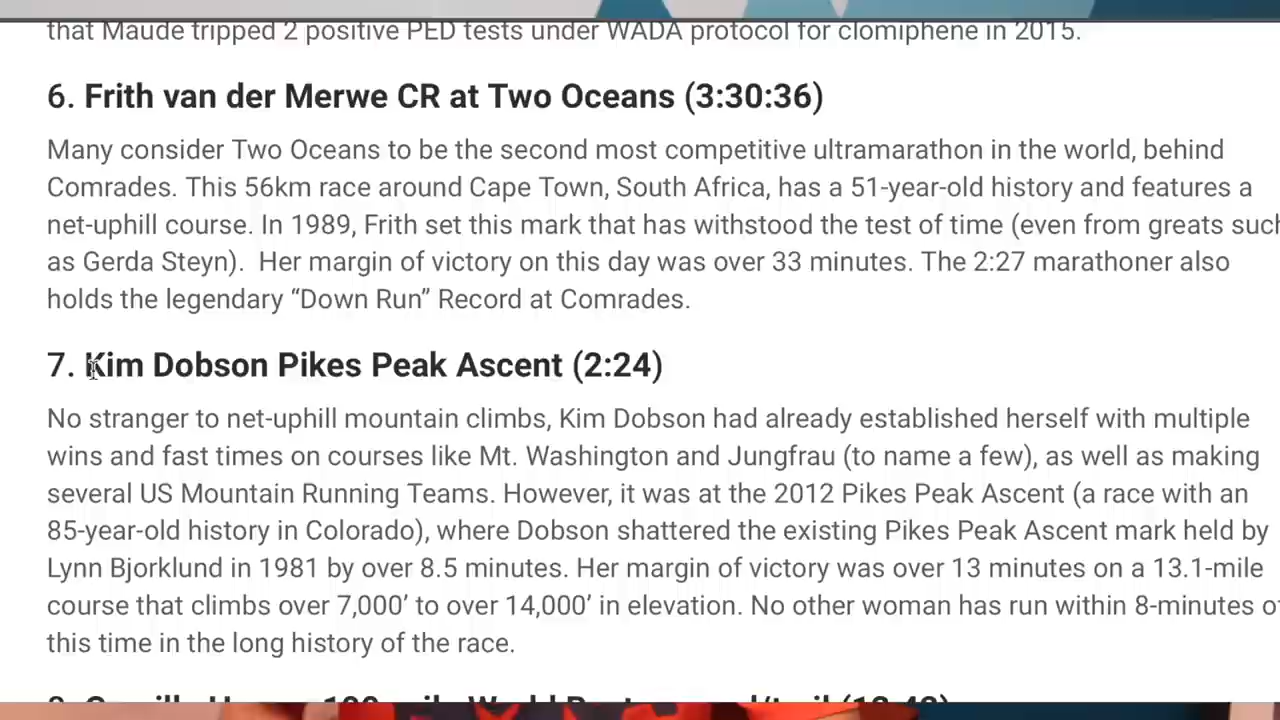 that Maude tripped 2 positive PED tests under WADA protocol for clomiphene in 2015.
6. Frith van der Merwe CR at Two Oceans (3:30:36)
Many consider Two Oceans to be the second most competitive ultramarathon in the world, behind
Comrades. This 56km race around Cape Town, South Africa, has a 51-year-old history and features a
net-uphill course. In 1989, Frith set this mark that has withstood the test of time (even from greats such
as Gerda Steyn).  Her margin of victory on this day was over 33 minutes. The 2:27 marathoner also
holds the legendary “Down Run” Record at Comrades.
7. Kim Dobson Pikes Peak Ascent (2:24)
No stranger to net-uphill mountain climbs, Kim Dobson had already established herself with multiple
wins and fast times on courses like Mt. Washington and Jungfrau (to name a few), as well as making
several US Mountain Running Teams. However, it was at the 2012 Pikes Peak Ascent (a race with an
85-year-old history in Colorado), where Dobson shattered the existing Pikes Peak Ascent mark held by
Lynn Bjorklund in 1981 by over 8.5 minutes. Her margin of victory was over 13 minutes on a 13.1-mile
course that climbs over 7,000’ to over 14,000’ in elevation. No other woman has run within 8-minutes of
this time in the long history of the race.